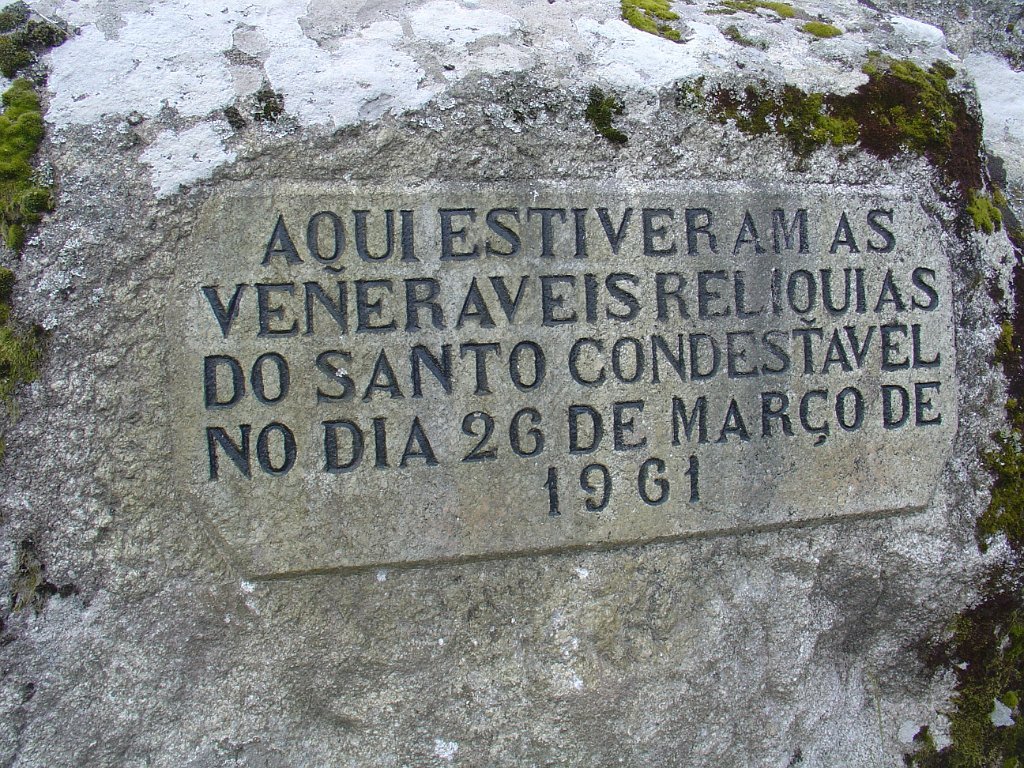 AQUI ESTIVERAM AS
VEÑERAVEIS RELIQUIAS
DO SANTO CONDESTAVEL
NO DIA 26 DE MARÇO DE
1961